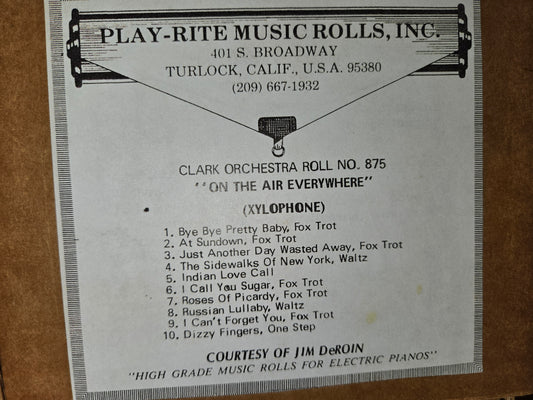 PLAY-RITE MUSIC ROLLS, INC.
401 S. BROADWAY
TURLOCK, CALIF., U.S.A. 95380
(209) 667-1932
CLARK ORCHESTRA ROLL NO. 875
"ON THE AIR EVERYWHERE"
(XYLOPHONE)
1. Bye Bye Pretty Baby, Fox Trot
2. At Sundown, Fox Trot
3. Just Another Day Wasted Away, Fox Trot
4. The Sidewalks Of New York, Waltz
5. Indian Love Call
6. I Call You Sugar, Fox Trot
7. Roses Of Picardy, Fox Trot
8. Russian Lullaby, Waltz
9. I Can't Forget You, Fox Trot
10. Dizzy Fingers, One Step
COURTESY OF JIM DeROIN
"HIGH GRADE MUSIC ROLLS FOR ELECTRIC PIANOS"